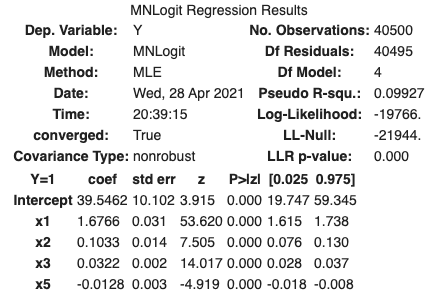 MNLogit Regression Results
Dep. Variable: Y No. Observations: 40500
Model: MNLogit Df Residuals: 40495
Method: MLE Df Model: 4
Date: Wed, 28 Apr 2021 Pseudo R-squ.: 0.09927
Time: 20:39:15 Log-Likelihood: -19766.
converged: True LL-Null: -21944.
Covariance Type: nonrobust LLR p-value: 0.000
Y=1 coef std err z P>|z| [0.025 0.975]
Intercept 39.5462 10.102 3.915 0.000 19.747 59.345
x1 1.6766 0.031 53.620 0.000 1.615 1.738
x2 0.1033 0.014 7.505 0.000 0.076 0.130
x3 0.0322 0.002 14.017 0.000 0.028 0.037
x5 -0.0128 0.003 -4.919 0.000 -0.018 -0.008